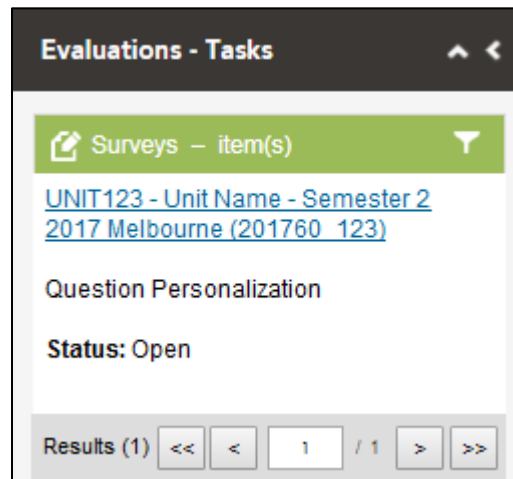 Evaluations - Tasks
Surveys – item(s)
UNIT123 - Unit Name - Semester 2
2017 Melbourne (201760_123)
Question Personalization
Status: Open
Results (1) << < 1 / 1 > >>